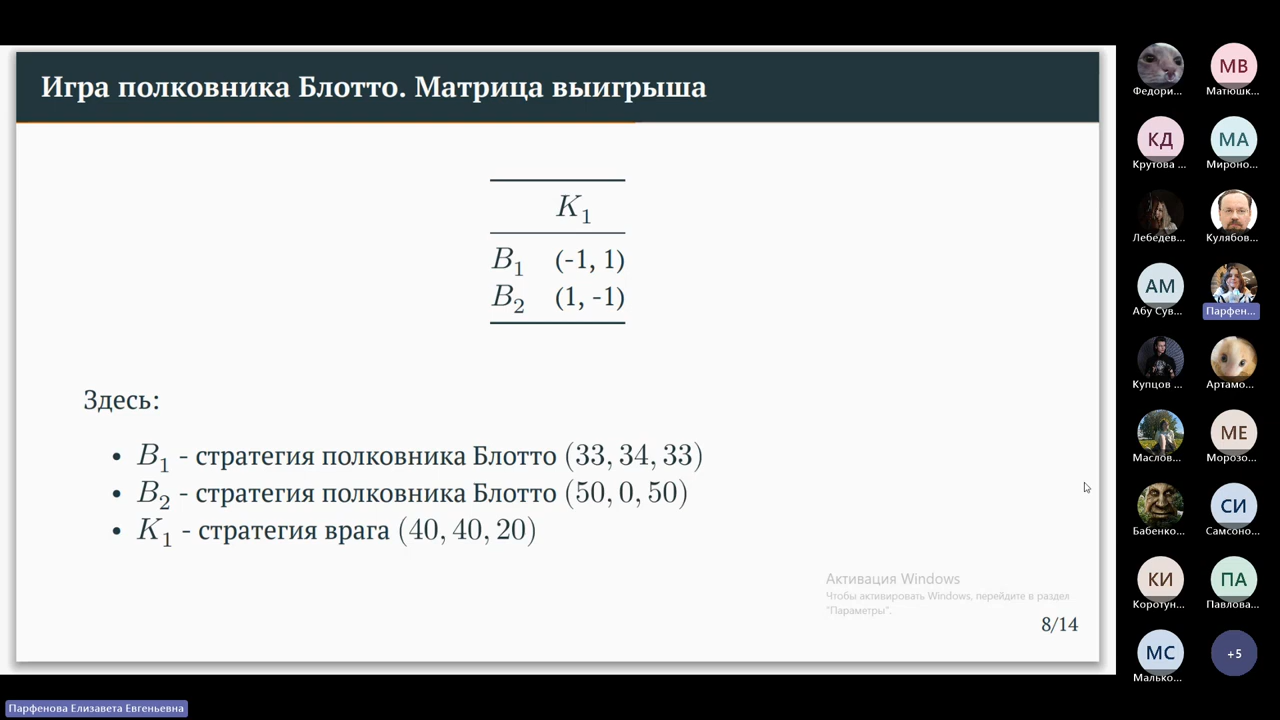 Игра полковника Блотто. Матрица выигрыша
K₁
B₁ (-1, 1)
B₂ (1, -1)
Здесь:
• B₁ - стратегия полковника Блотто (33, 34, 33)
• B₂ - стратегия полковника Блотто (50, 0, 50)
• K₁ - стратегия врага (40, 40, 20)
Активация Windows
Чтобы активировать Windows, перейдите в раздел
"Параметры".
8/14
МВ
Федори... Матюшк...
КД МА
Крутова ... Мироно...
Лебедев... Кулябов...
АМ
Абу Сув... Парфен...
Купцов ... Артамо...
МЕ
Маслов... Морозо...
СИ
Бабенко... Самсоно...
КИ ПА
Коротун... Павлова...
МС +5
Малько...
Парфенова Елизавета Евгеньевна